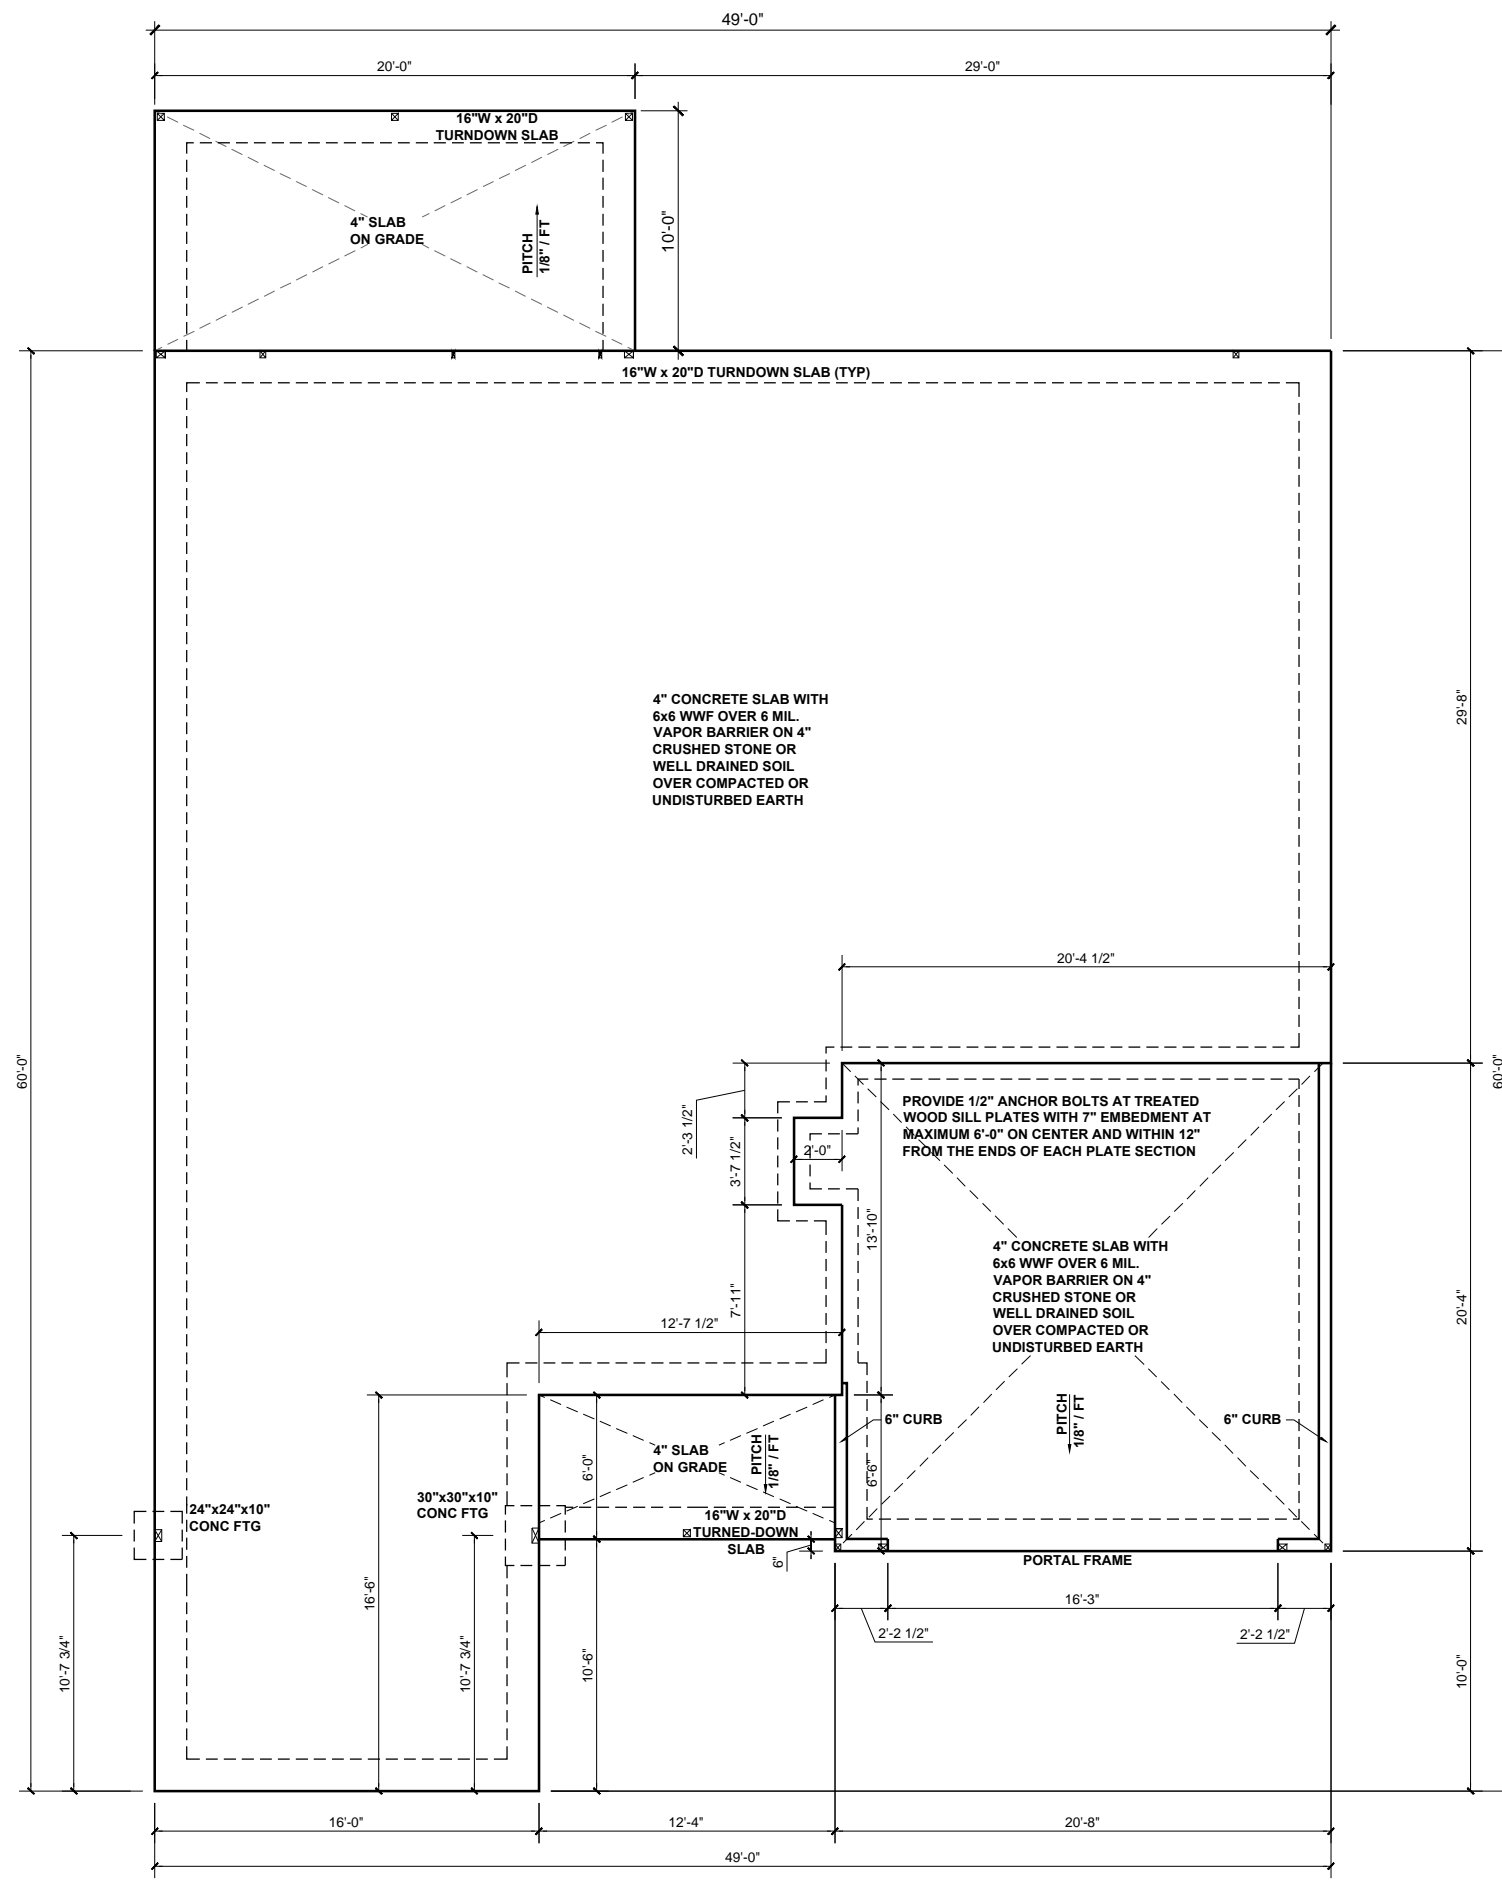 49'-0"
20'-0"
29'-0"
16"W x 20"D
TURNDOWN SLAB
4" SLAB
ON GRADE
PITCH
1/8" / FT
10'-0"
16"W x 20"D TURNDOWN SLAB (TYP)
4" CONCRETE SLAB WITH
6x6 WWF OVER 6 MIL.
VAPOR BARRIER ON 4"
CRUSHED STONE OR
WELL DRAINED SOIL
OVER COMPACTED OR
UNDISTURBED EARTH
29'-8"
20'-4 1/2"
60'-0"
60'-0"
PROVIDE 1/2" ANCHOR BOLTS AT TREATED
WOOD SILL PLATES WITH 7" EMBEDMENT AT
MAXIMUM 6'-0" ON CENTER AND WITHIN 12"
FROM THE ENDS OF EACH PLATE SECTION
2'-3 1/2"
3'-7 1/2"
2'-0"
13'-10"
4" CONCRETE SLAB WITH
6x6 WWF OVER 6 MIL.
VAPOR BARRIER ON 4"
CRUSHED STONE OR
WELL DRAINED SOIL
OVER COMPACTED OR
UNDISTURBED EARTH
7'-11"
20'-4"
12'-7 1/2"
6" CURB
PITCH
1/8" / FT
6" CURB
4" SLAB
ON GRADE
PITCH
1/8" / FT
6'-0"
6'-6"
24"x24"x10"
CONC FTG
30"x30"x10"
CONC FTG
16"W x 20"D
TURNED-DOWN
SLAB
6"
PORTAL FRAME
16'-6"
16'-3"
2'-2 1/2"
2'-2 1/2"
10'-7 3/4"
10'-7 3/4"
10'-6"
10'-0"
16'-0"
12'-4"
20'-8"
49'-0"